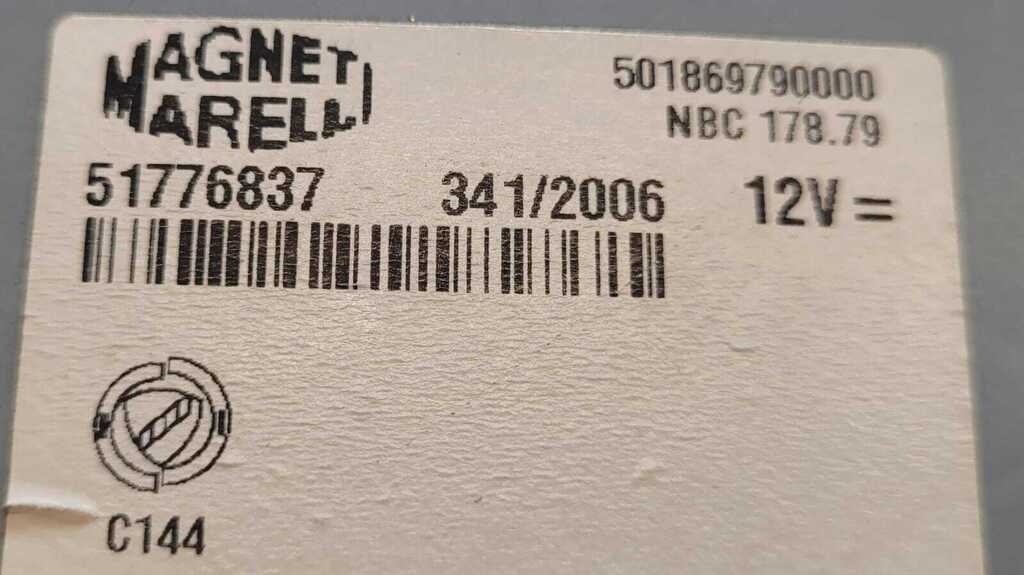 MAGNETI
MARELLI
501869790000
NBC 178.79
51776837 341/2006 12V =
C144